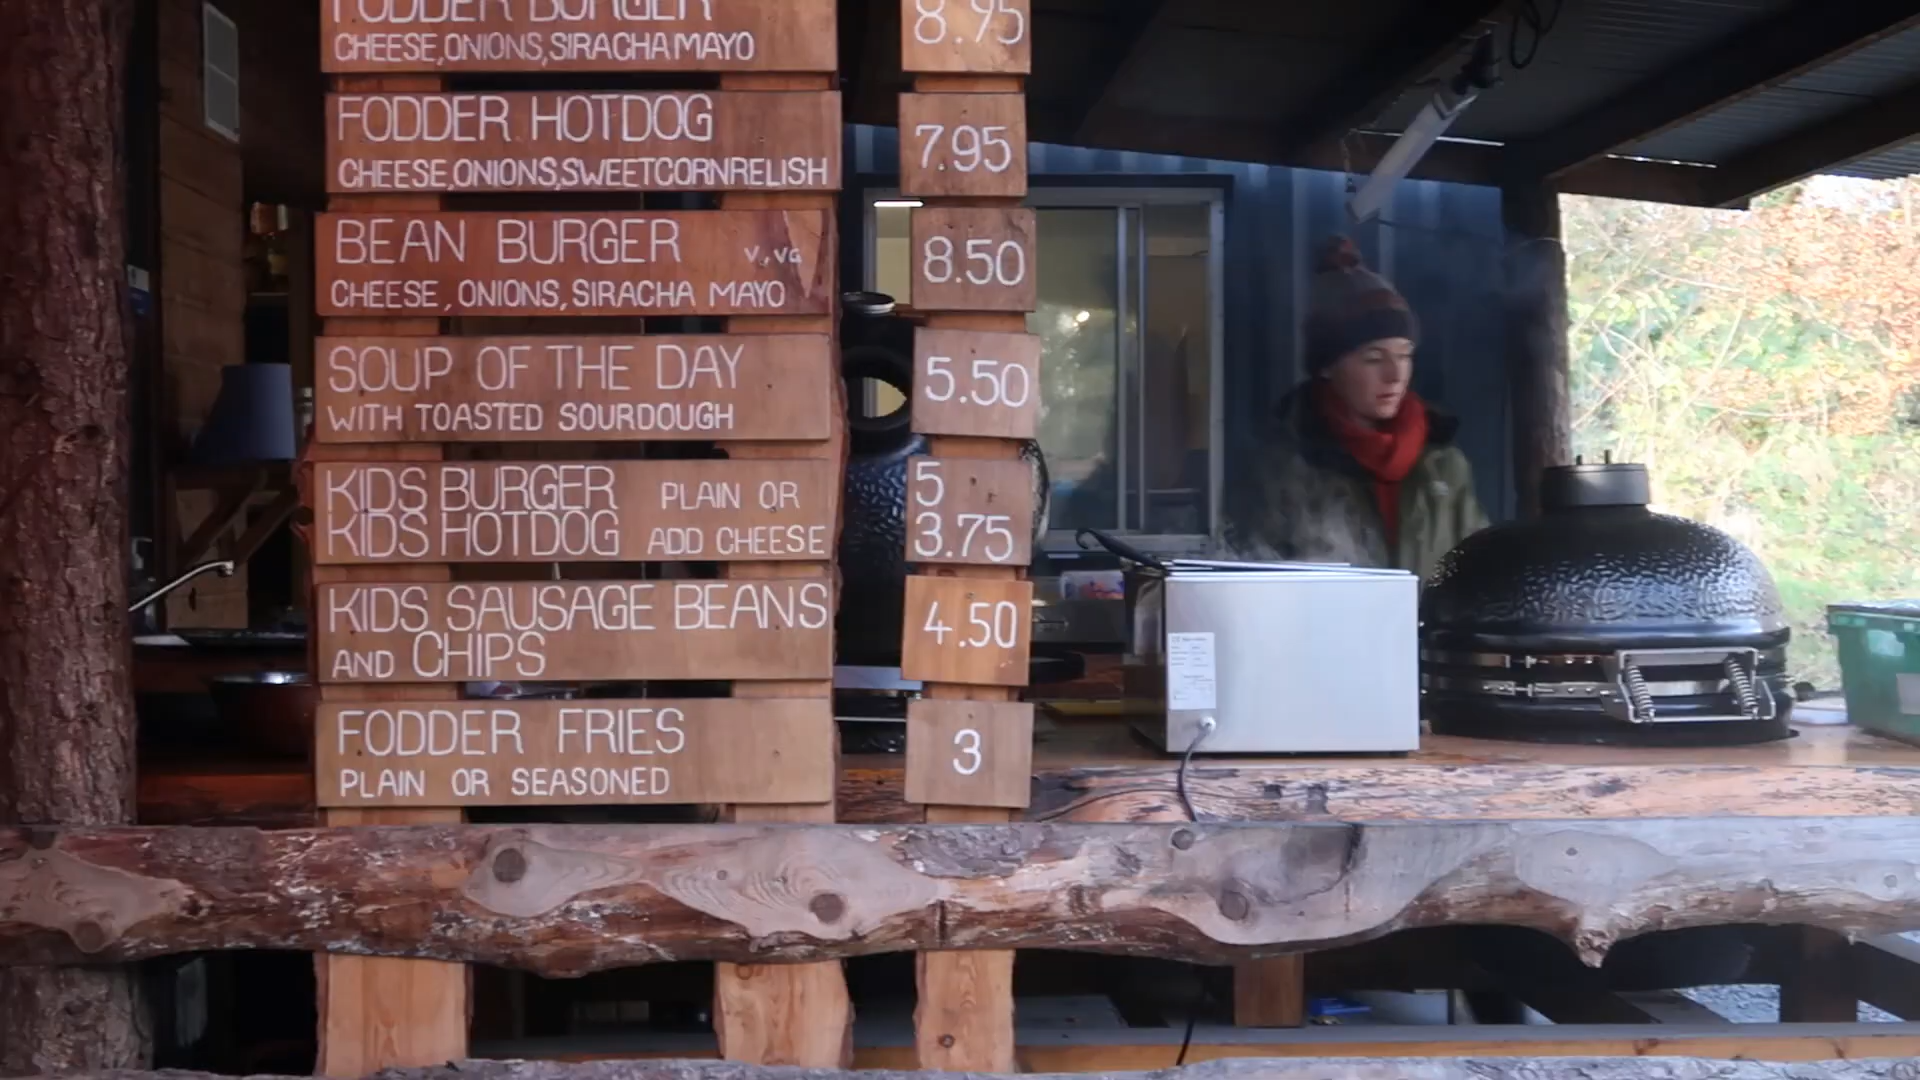 FODDER BURGER 8.95
CHEESE,ONIONS,SIRACHA MAYO
FODDER HOTDOG 7.95
CHEESE,ONIONS,SWEETCORNRELISH
BEAN BURGER V,VG 8.50
CHEESE, ONIONS, SIRACHA MAYO
SOUP OF THE DAY 5.50
WITH TOASTED SOURDOUGH
KIDS BURGER PLAIN OR 5
KIDS HOTDOG ADD CHEESE 3.75
KIDS SAUSAGE BEANS 4.50
AND CHIPS
FODDER FRIES 3
PLAIN OR SEASONED